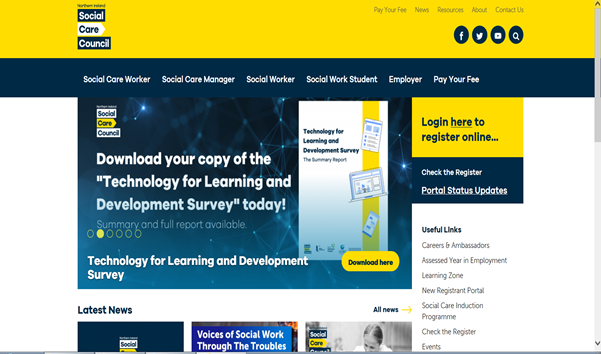 Northern Ireland
Social
Care
Council
Pay Your Fee News Resources About Contact Us
Social Care Worker Social Care Manager Social Worker Social Work Student Employer Pay Your Fee
Social
Care
Council
Download your copy of the
"Technology for Learning and
Development Survey" today!
Summary and full report available.
Technology for
Learning and
Development Survey
The Summary Report
Technology for Learning and Development
Survey
Download here
Login here to
register online...
Check the Register
Portal Status Updates
Useful Links
Careers & Ambassadors
Assessed Year in Employment
Learning Zone
New Registrant Portal
Social Care Induction
Programme
Check the Register
Events
Latest News
All news
Social
Voices of Social Work
Through The Troubles
Social
Care
Council